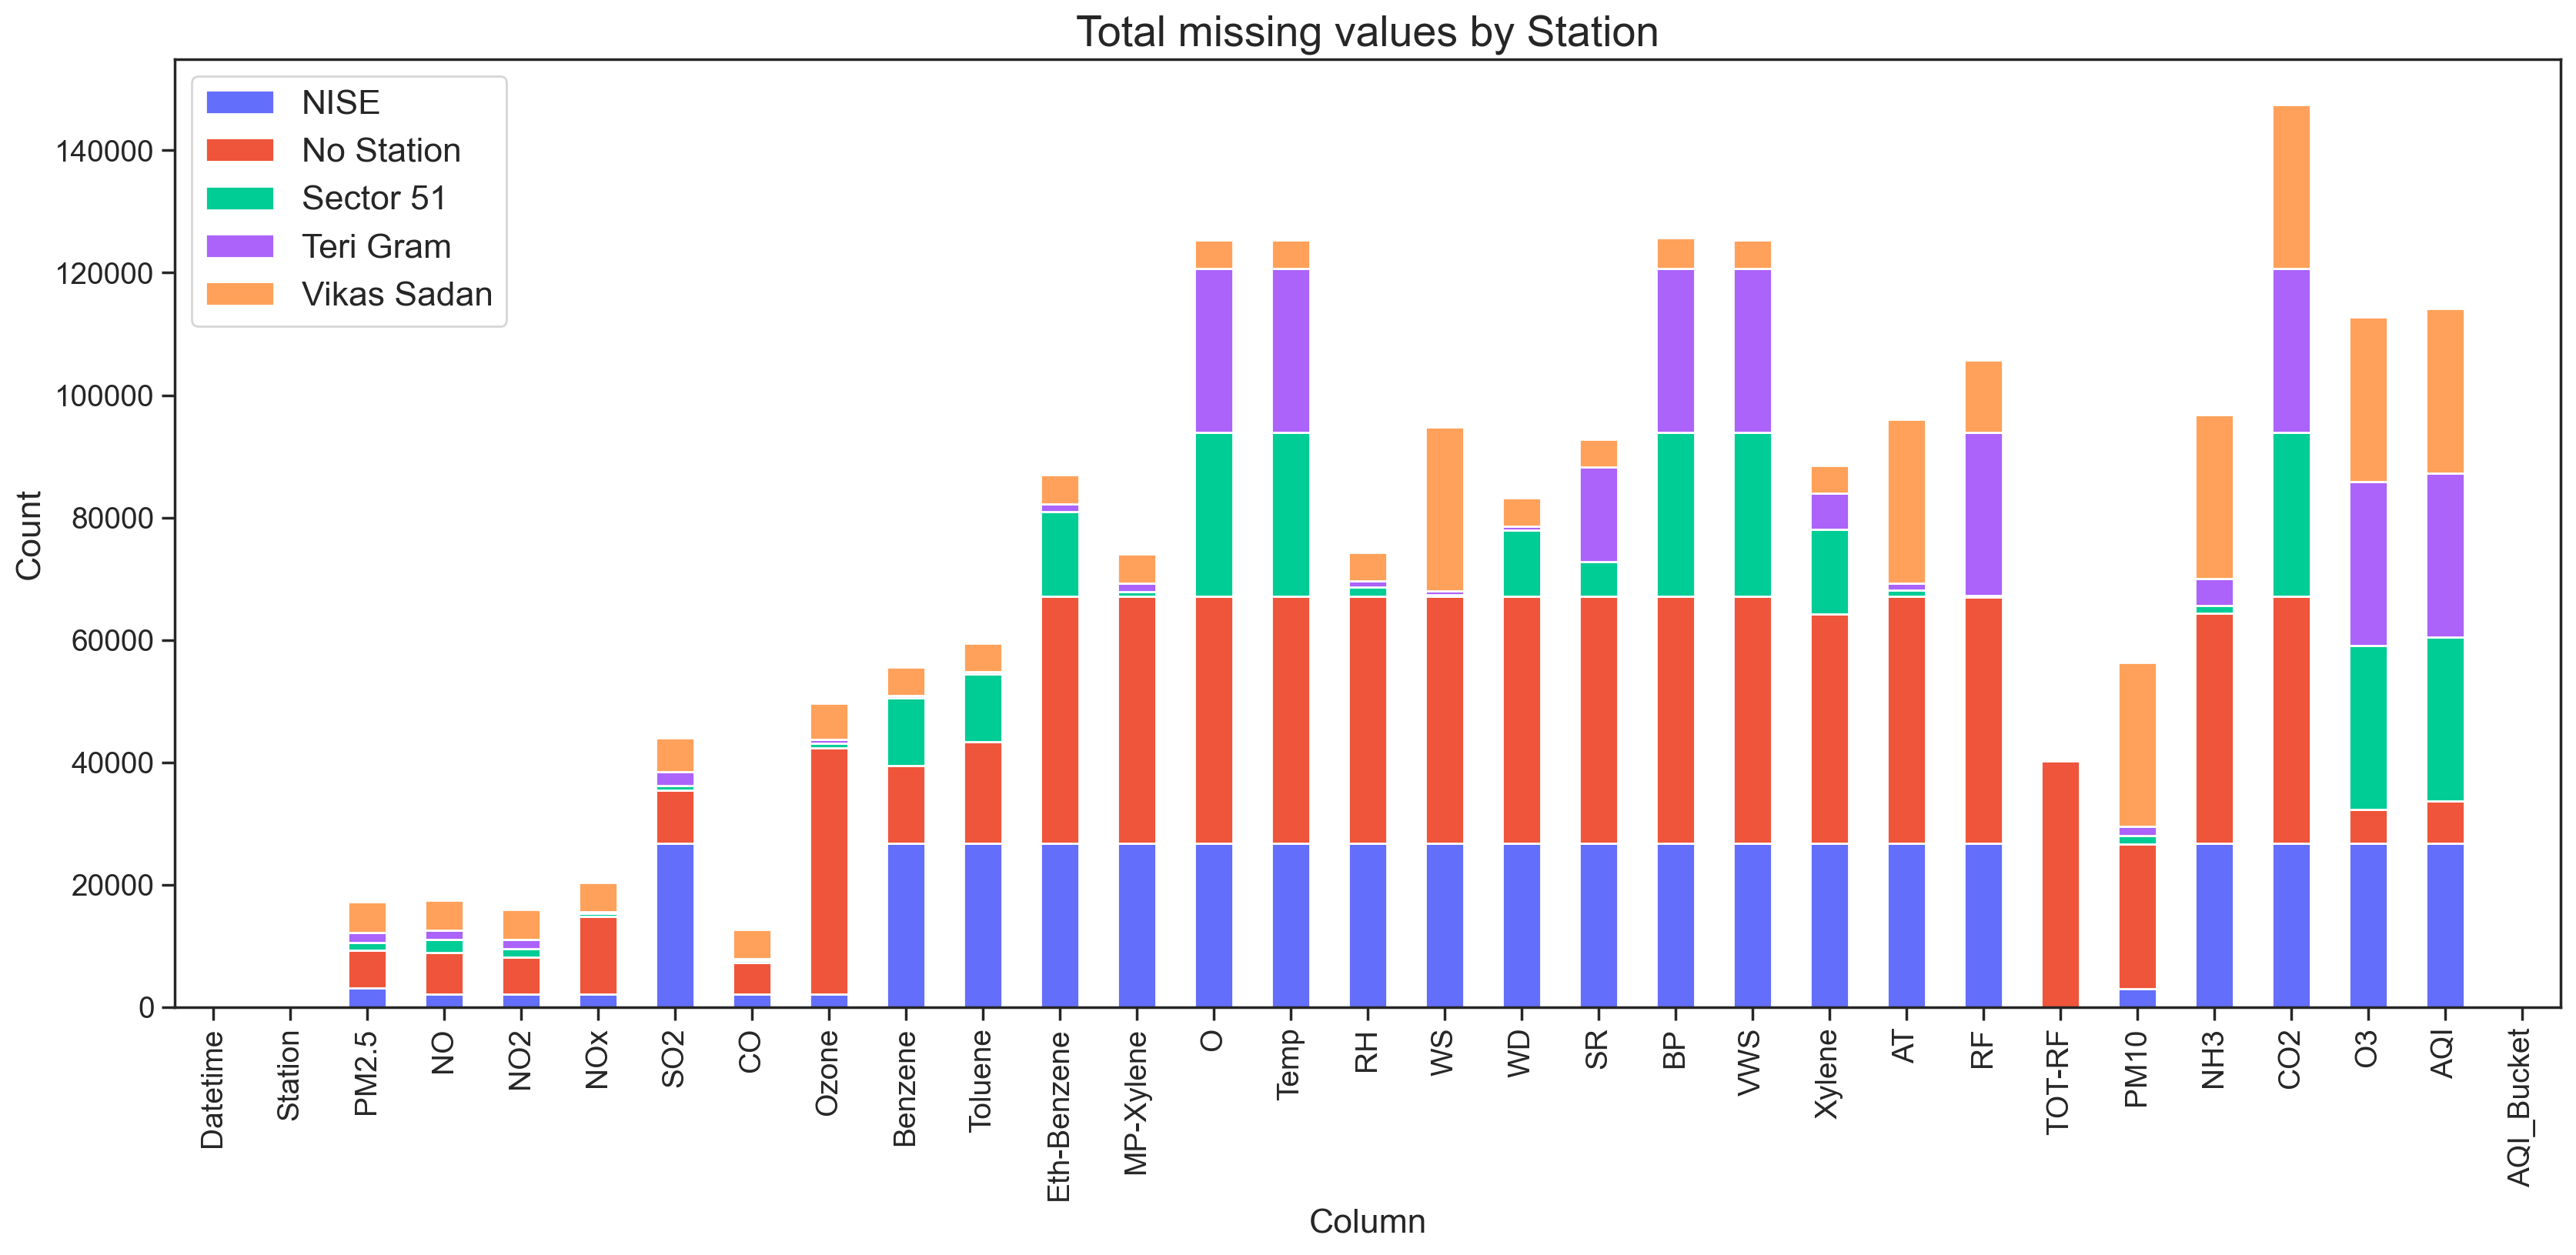 Total missing values by Station
NISE
No Station
Sector 51
Teri Gram
Vikas Sadan
Count
140000
120000
100000
80000
60000
40000
20000
0
Datetime
Station
PM2.5
NO
NO2
NOx
SO2
CO
Ozone
Benzene
Toluene
Eth-Benzene
MP-Xylene
O
Temp
RH
WS
WD
SR
BP
VWS
Xylene
AT
RF
TOT-RF
PM10
NH3
CO2
O3
AQI
AQI_Bucket
Column